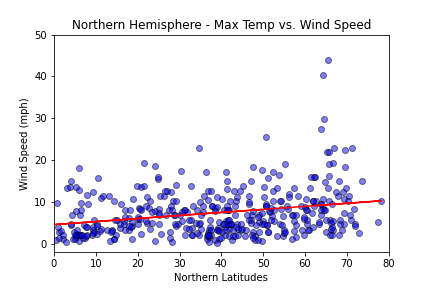 Northern Hemisphere - Max Temp vs. Wind Speed
50
40
30
20
10
0
Wind Speed (mph)
0 10 20 30 40 50 60 70 80
Northern Latitudes